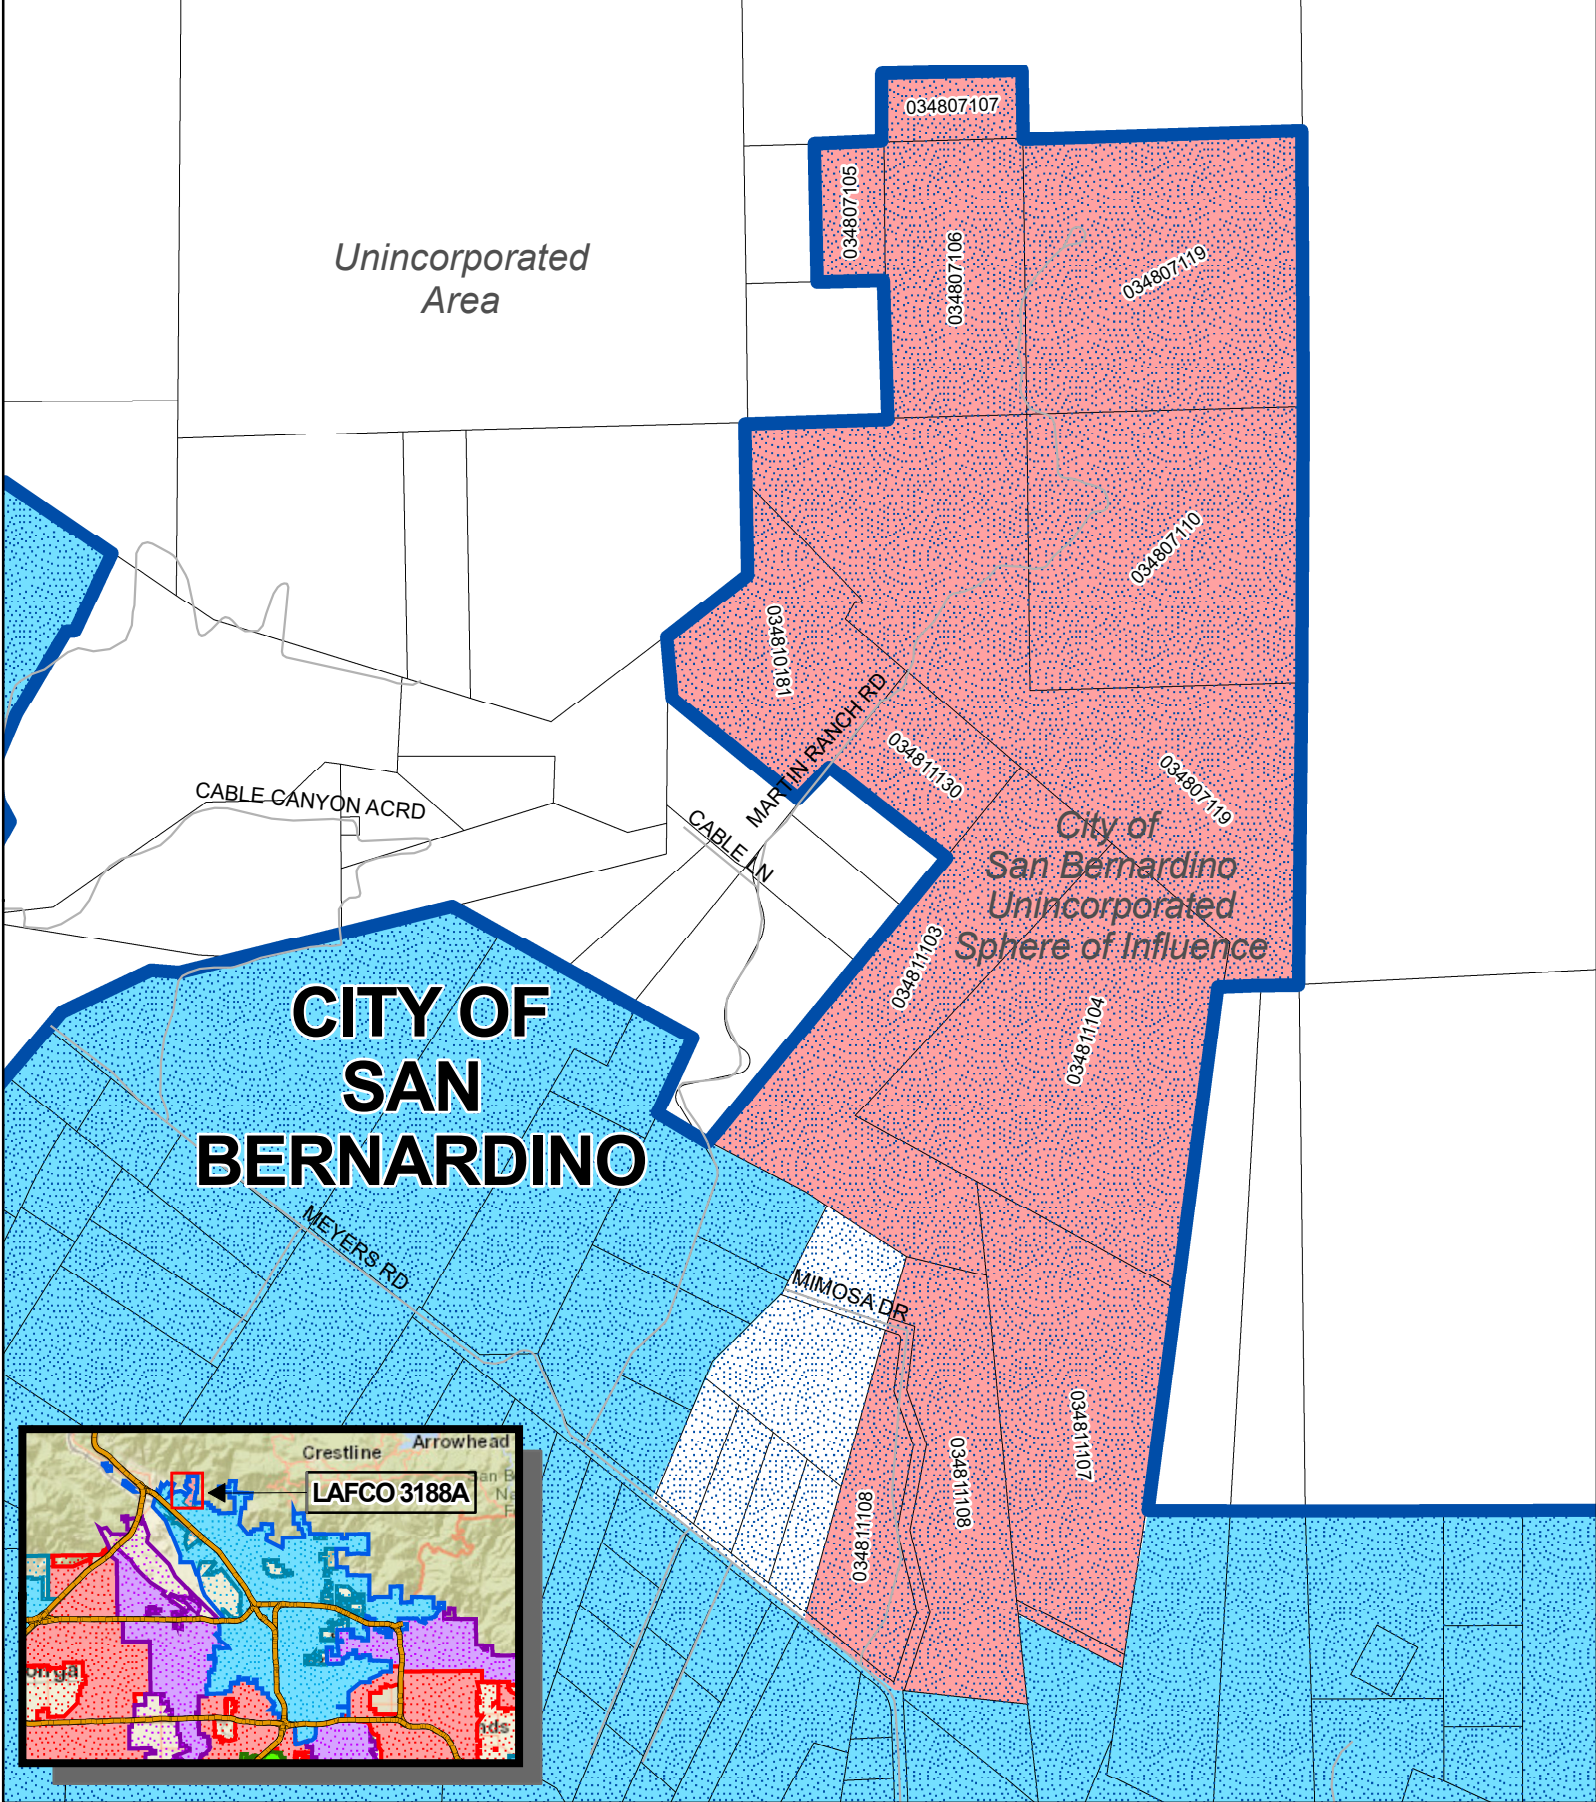 034807107
034807105
034807106
034807119
Unincorporated
Area
034807110
034810181
MARTIN RANCH RD
034811130
034807119
CABLE CANYON ACRD
CABLE LN
City of
San Bernardino
Unincorporated
Sphere of Influence
034811103
034811104
CITY OF
SAN
BERNARDINO
MEYERS RD
MIMOSA DR
034811107
034811108
034811108
Crestline
Arrowhead
LAFCO 3188A